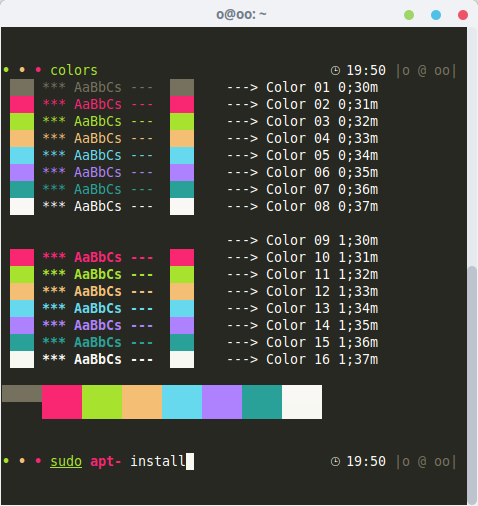 o@oo: ~
• • • colors 19:50 |o @ oo|
*** AaBbCs --- ---> Color 01 0;30m
*** AaBbCs --- ---> Color 02 0;31m
*** AaBbCs --- ---> Color 03 0;32m
*** AaBbCs --- ---> Color 04 0;33m
*** AaBbCs --- ---> Color 05 0;34m
*** AaBbCs --- ---> Color 06 0;35m
*** AaBbCs --- ---> Color 07 0;36m
*** AaBbCs --- ---> Color 08 0;37m
---> Color 09 1;30m
*** AaBbCs --- ---> Color 10 1;31m
*** AaBbCs --- ---> Color 11 1;32m
*** AaBbCs --- ---> Color 12 1;33m
*** AaBbCs --- ---> Color 13 1;34m
*** AaBbCs --- ---> Color 14 1;35m
*** AaBbCs --- ---> Color 15 1;36m
*** AaBbCs --- ---> Color 16 1;37m
• • • sudo apt- install 19:50 |o @ oo|